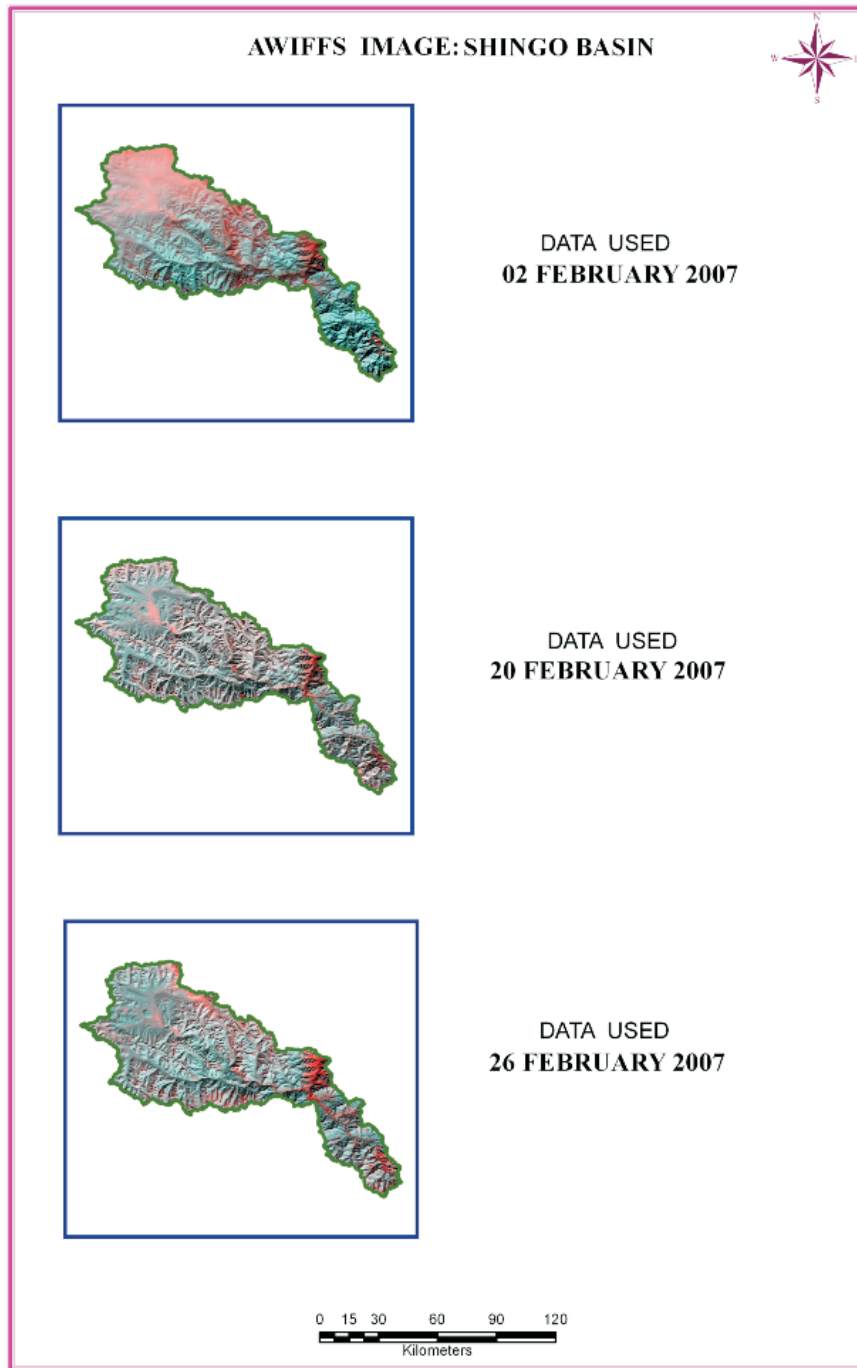 AWIFFS IMAGE: SHINGO BASIN
N
W
E
S
DATA USED
02 FEBRUARY 2007
DATA USED
20 FEBRUARY 2007
DATA USED
26 FEBRUARY 2007
0 15 30 60 90 120
Kilometers